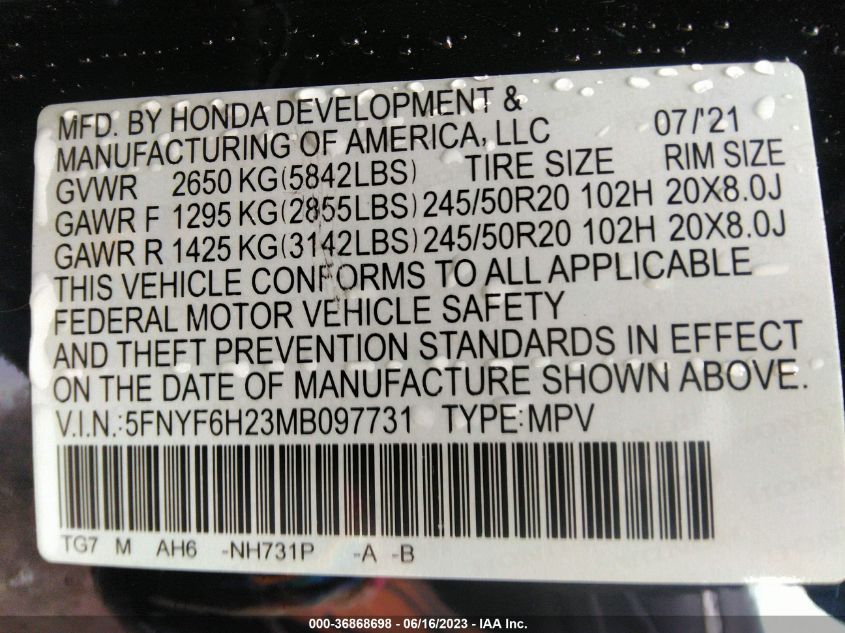 MFD. BY HONDA DEVELOPMENT &
MANUFACTURING OF AMERICA, LLC 07/'21
GVWR 2650 KG(5842LBS) TIRE SIZE RIM SIZE
GAWR F 1295 KG(2855LBS) 245/50R20 102H 20X8.0J
GAWR R 1425 KG(3142LBS) 245/50R20 102H 20X8.0J
THIS VEHICLE CONFORMS TO ALL APPLICABLE
FEDERAL MOTOR VEHICLE SAFETY
AND THEFT PREVENTION STANDARDS IN EFFECT
ON THE DATE OF MANUFACTURE SHOWN ABOVE.
V.I.N.:5FNYF6H23MB097731 TYPE:MPV
TG7 M AH6 -NH731P -A -B
000-36868698 - 06/16/2023 - IAA Inc.